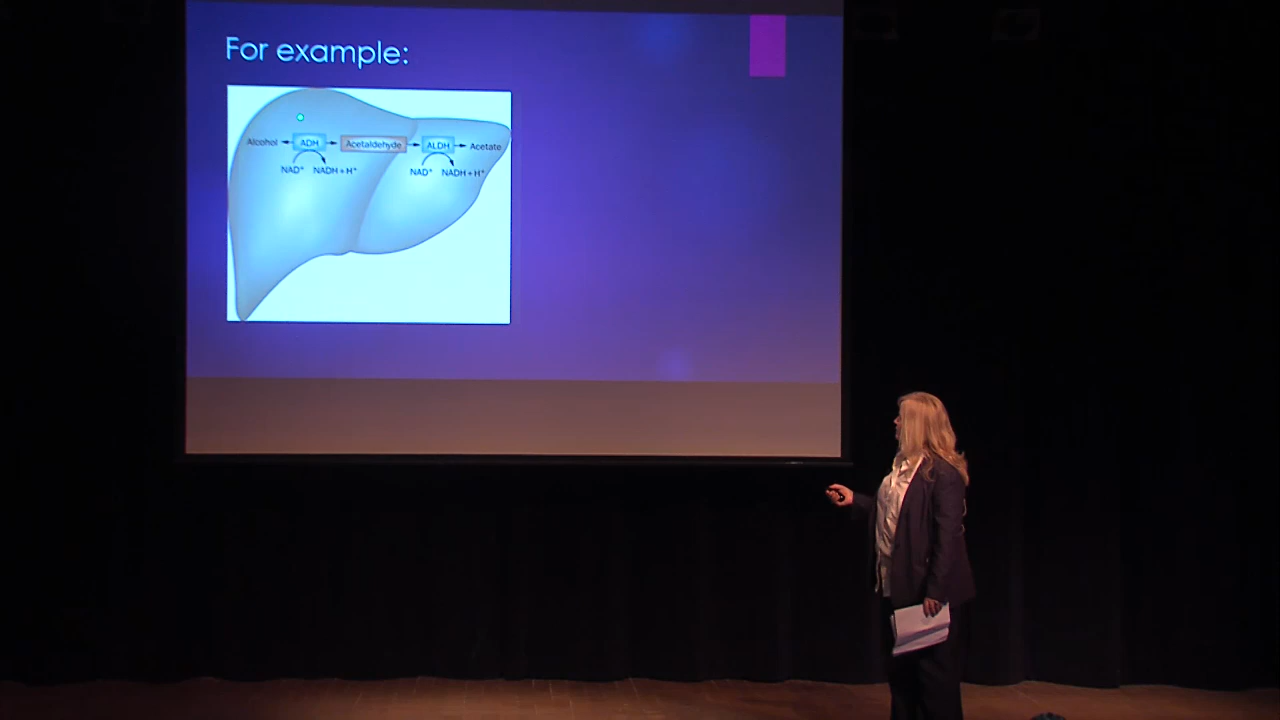 For example:
Alcohol ADH Acetaldehyde ALDH Acetate
NAD⁺ NADH + H⁺ NAD⁺ NADH + H⁺